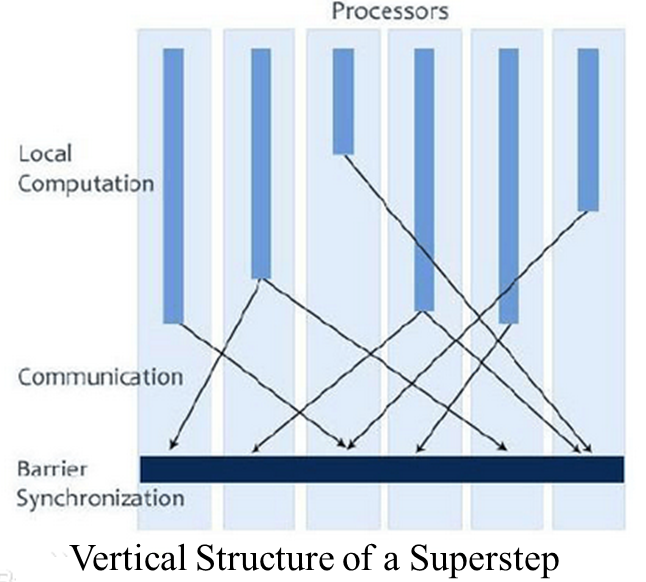 Processors
Local
Computation
Communication
Barrier
Synchronization
Vertical Structure of a Superstep